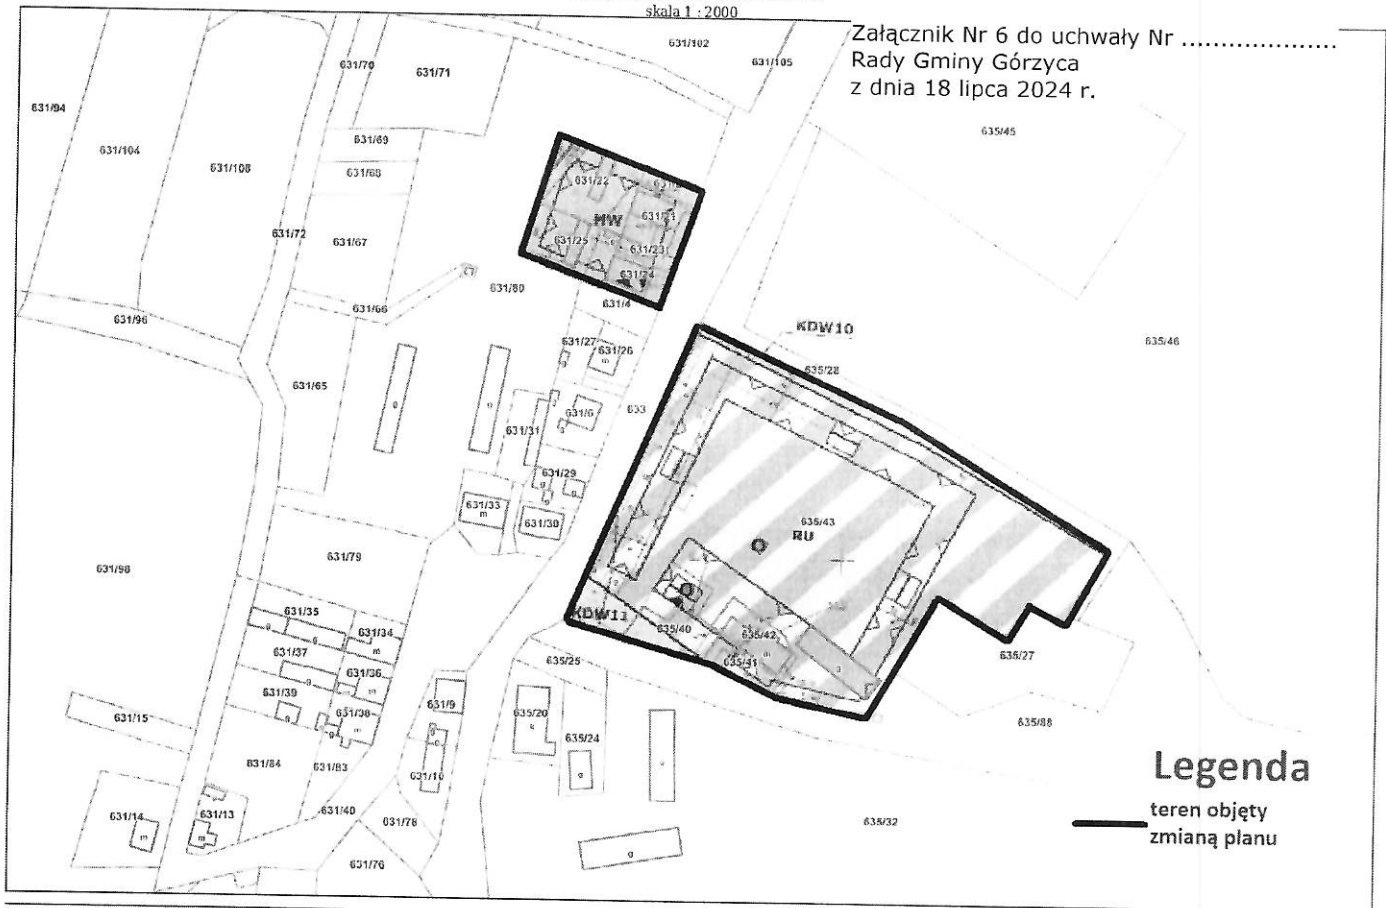 skala 1 : 2000
Załącznik Nr 6 do uchwały Nr .....................
Rady Gminy Górzyca
z dnia 18 lipca 2024 r.
631/102
631/105
631/70
631/71
631/94
631/104
631/108
631/69
631/68
631/72
631/67
635/45
631/22
631/21
MW
631/25
631/23
631/24
631/4
631/80
631/66
631/96
KDW10
635/28
635/46
631/27
631/26
m
g
631/65
g
g
631/6
g
633
631/31
631/29
g
g
g
631/33
m
631/30
635/43
RU
O
O
631/79
631/98
KDW11
635/40
635/42
635/41
g
631/35
g
g
631/34
m
631/37
g
631/36
m
631/39
g
631/38
m
g
635/25
635/27
635/88
631/15
631/9
g
g
635/20
635/24
g
631/84
631/83
631/10
631/14
m
631/13
m
631/40
631/78
631/76
g
635/32
Legenda
teren objęty
zmianą planu